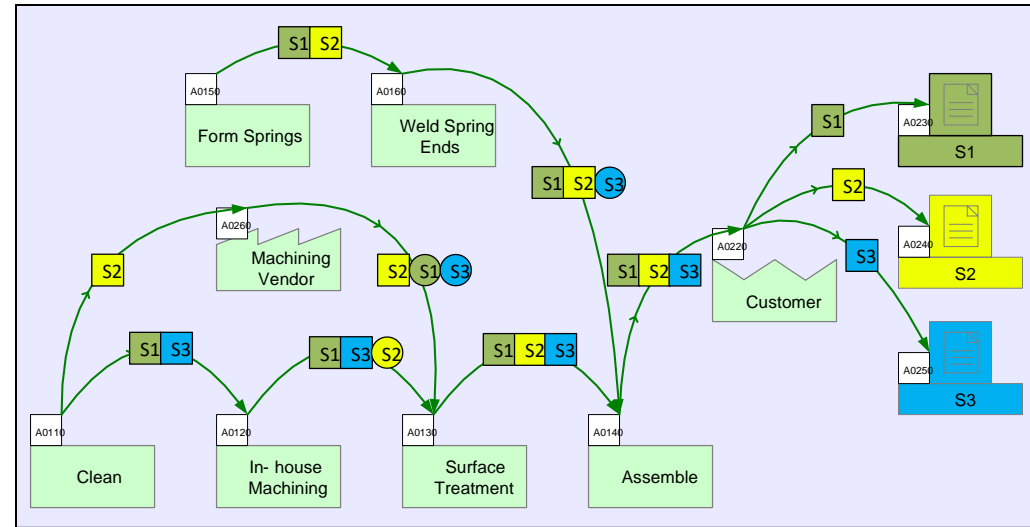 S1 S2
A0150
Form Springs
A0160
Weld Spring
Ends
S1 S2 S3
S1
A0230
S1
S2
A0240
S2
S3
A0250
S3
A0220
Customer
S1 S2 S3
S2
A0260
Machining
Vendor
S2 S1 S3
S1 S3
S1 S3 S2
S1 S2 S3
A0110
Clean
A0120
In- house
Machining
A0130
Surface
Treatment
A0140
Assemble